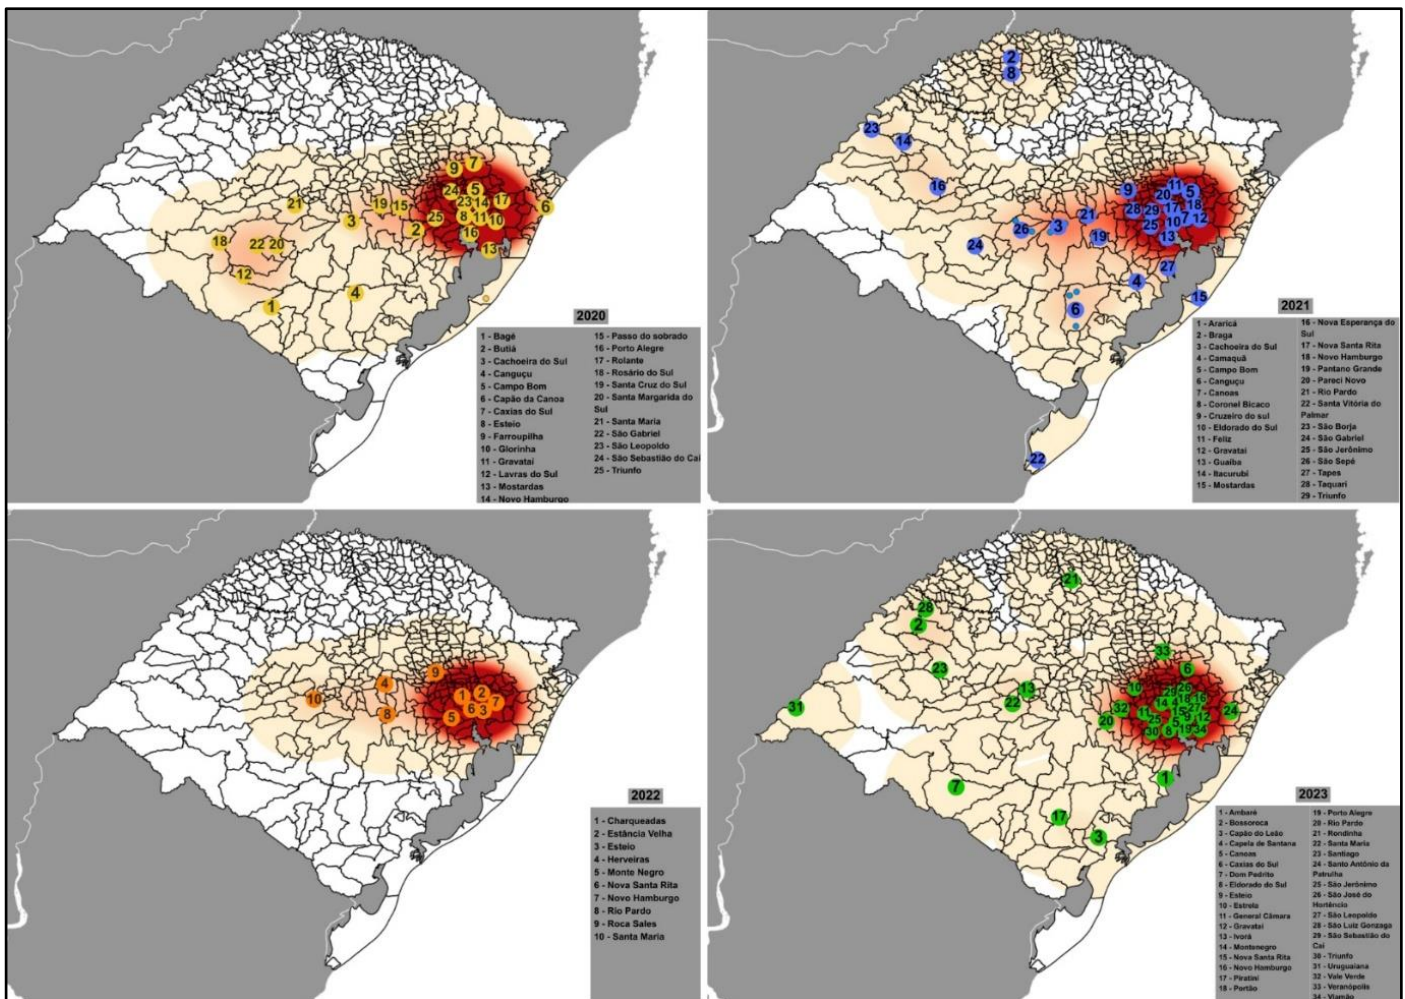 2020
1 - Bagé
2 - Butiá
3 - Cachoeira do Sul
4 - Canguçu
5 - Campo Bom
6 - Capão da Canoa
7 - Caxias do Sul
8 - Esteio
9 - Farroupilha
10 - Glorinha
11 - Gravataí
12 - Lavras do Sul
13 - Mostardas
14 - Novo Hamburgo
15 - Passo do sobrado
16 - Porto Alegre
17 - Rolante
18 - Rosário do Sul
19 - Santa Cruz do Sul
20 - Santa Margarida do
Sul
21 - Santa Maria
22 - São Gabriel
23 - São Leopoldo
24 - São Sebastião do Caí
25 - Triunfo
2021
1 - Araricá
2 - Braga
3 - Cachoeira do Sul
4 - Camaquã
5 - Campo Bom
6 - Canguçu
7 - Canoas
8 - Coronel Bicaco
9 - Cruzeiro do sul
10 - Eldorado do Sul
11 - Feliz
12 - Gravataí
13 - Guaíba
14 - Itacurubi
15 - Mostardas
16 - Nova Esperança do
Sul
17 - Nova Santa Rita
18 - Novo Hamburgo
19 - Pantano Grande
20 - Pareci Novo
21 - Rio Pardo
22 - Santa Vitória do
Palmar
23 - São Borja
24 - São Gabriel
25 - São Jerônimo
26 - São Sepé
27 - Tapes
28 - Taquari
29 - Triunfo
2022
1 - Charqueadas
2 - Estância Velha
3 - Esteio
4 - Herveiras
5 - Monte Negro
6 - Nova Santa Rita
7 - Novo Hamburgo
8 - Rio Pardo
9 - Roca Sales
10 - Santa Maria
2023
1 - Ambaré
2 - Bossoroca
3 - Capão do Leão
4 - Capela de Santana
5 - Canoas
6 - Caxias do Sul
7 - Dom Pedrito
8 - Eldorado do Sul
9 - Esteio
10 - Estrela
11 - General Câmara
12 - Gravataí
13 - Ivorá
14 - Montenegro
15 - Nova Santa Rita
16 - Novo Hamburgo
17 - Piratini
18 - Portão
19 - Porto Alegre
20 - Rio Pardo
21 - Rondinha
22 - Santa Maria
23 - Santiago
24 - Santo Antônio da
Patrulha
25 - São Jerônimo
26 - São José do
Hortêncio
27 - São Leopoldo
28 - São Luiz Gonzaga
29 - São Sebastião do
Caí
30 - Triunfo
31 - Uruguaiana
32 - Vale Verde
33 - Veranópolis
34 - Viamão